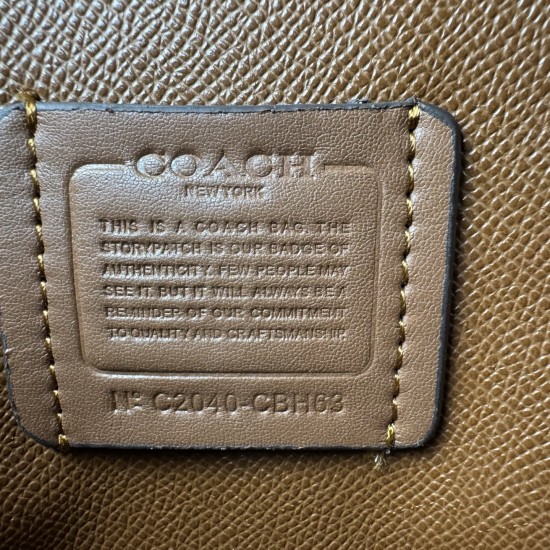 COACH
NEW YORK
THIS IS A COACH BAG. THE
STORYPATCH IS OUR BADGE OF
AUTHENTICITY. FEW PEOPLE MAY
SEE IT. BUT IT WILL ALWAYS BE A
REMINDER OF OUR COMMITMENT
TO QUALITY AND CRAFTSMANSHIP.
Nº C2040-CBH63